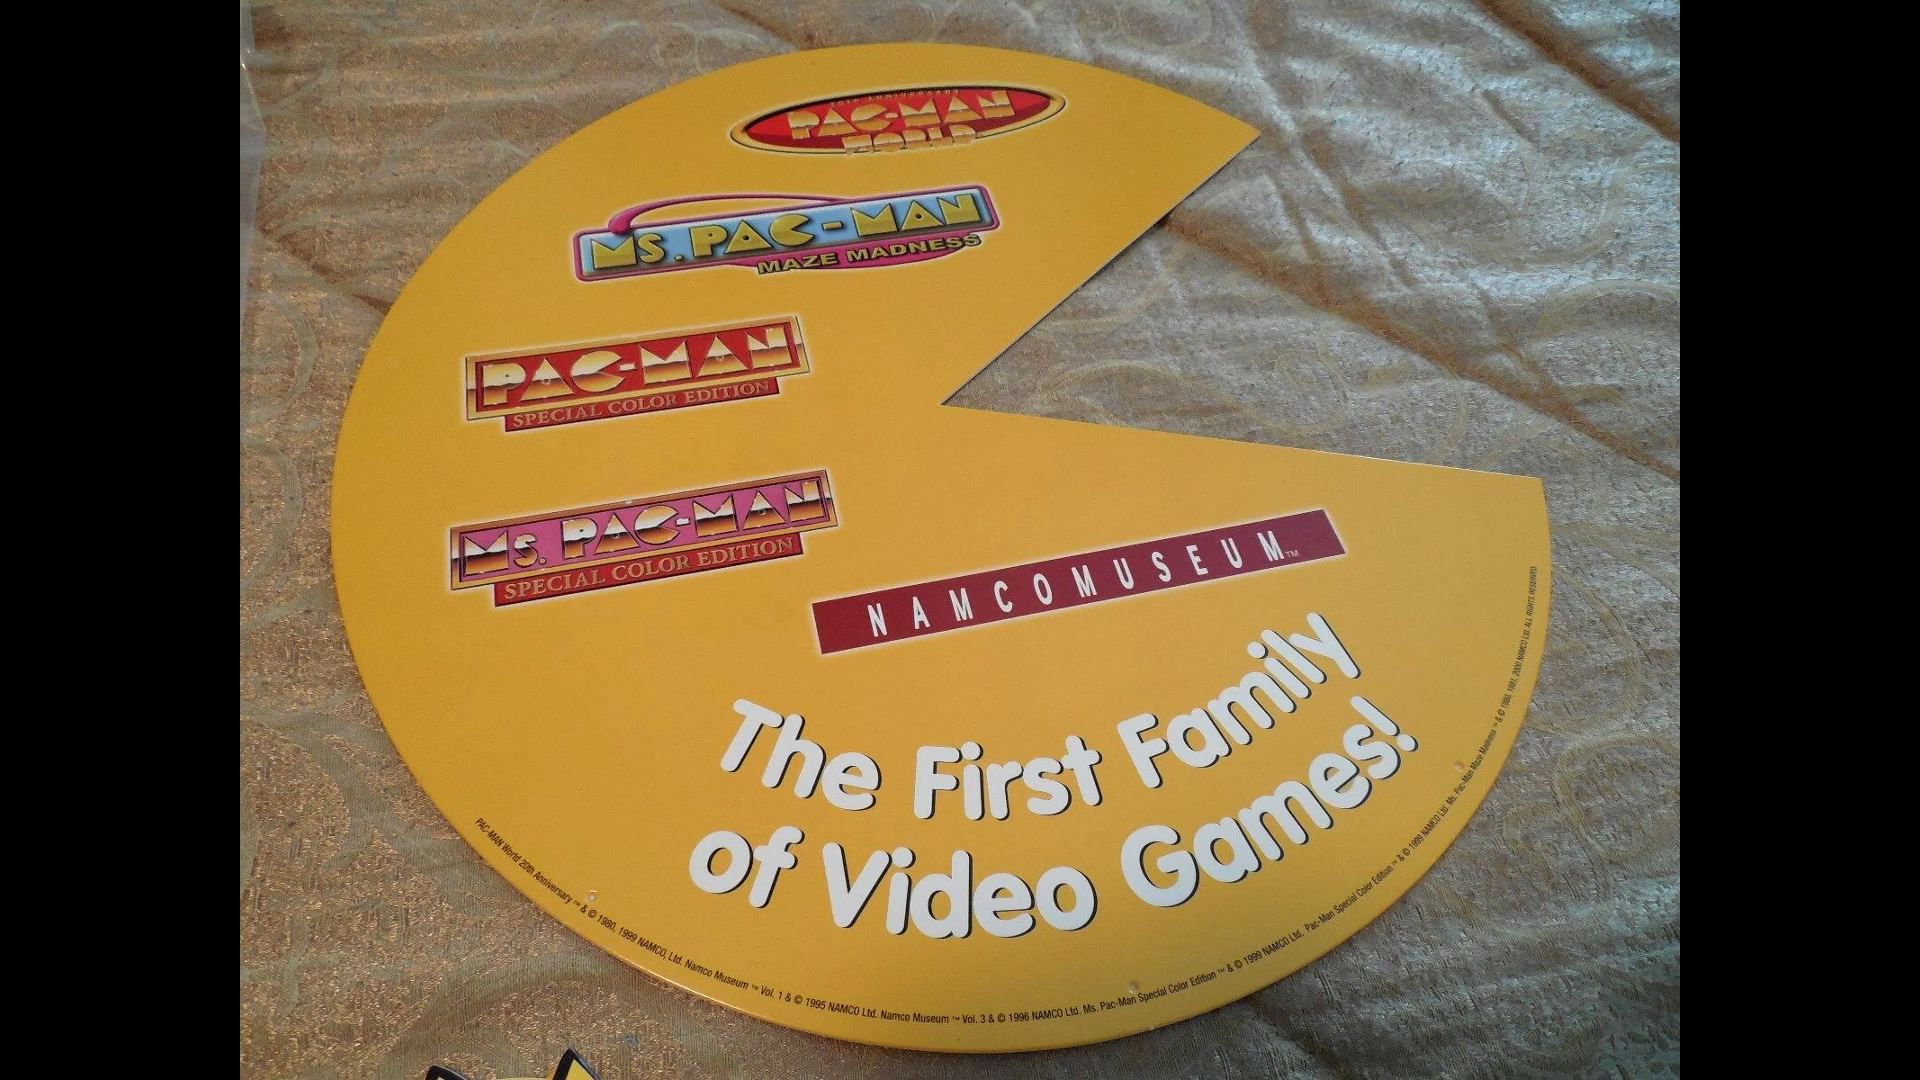 20TH ANNIVERSARY
PAC-MAN
WORLD
MS. PAC-MAN
MAZE MADNESS
PAC-MAN
SPECIAL COLOR EDITION
MS. PAC-MAN
SPECIAL COLOR EDITION
NAMCOMUSEUM™
The First Family
of Video Games!
PAC-MAN World 20th Anniversary ™ & © 1980, 1999 NAMCO, Ltd. Namco Museum ™ Vol. 1 & © 1995 NAMCO Ltd. Namco Museum ™ Vol. 3 & © 1996 NAMCO Ltd. Ms. Pac-Man Special Color Edition ™ & © 1999 NAMCO Ltd. Pac-Man Special Color Edition ™ & © 1999 NAMCO Ltd. Ms. Pac-Man Maze Madness ™ & © 1980, 1981, 2000 NAMCO Ltd. ALL RIGHTS RESERVED.